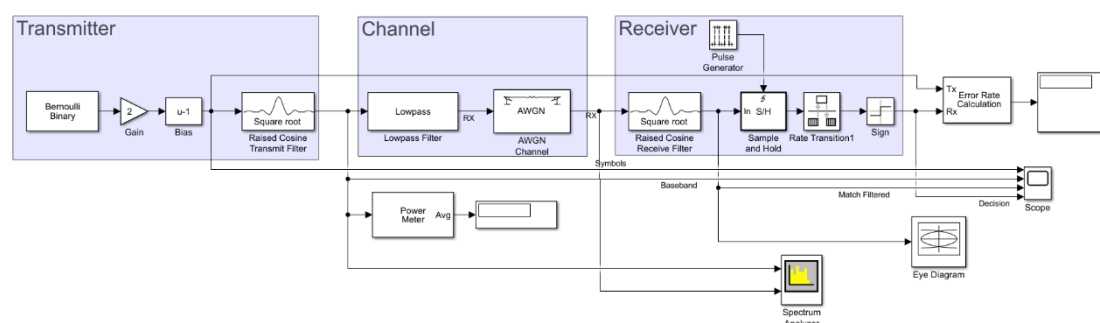 Transmitter
Channel
Receiver
Pulse
Generator
Bernoulli
Binary
2
Gain
u-1
Bias
Square root
Raised Cosine
Transmit Filter
Lowpass
Lowpass Filter
RX
AWGN
AWGN
Channel
RX
Square root
Raised Cosine
Receive Filter
In
S/H
Sample
and Hold
Rate Transition1
Sign
Tx
Rx
Error Rate
Calculation
Symbols
Baseband
Match Filtered
Decision
Scope
Power
Meter
Avg
Eye Diagram
Spectrum
Analyzer